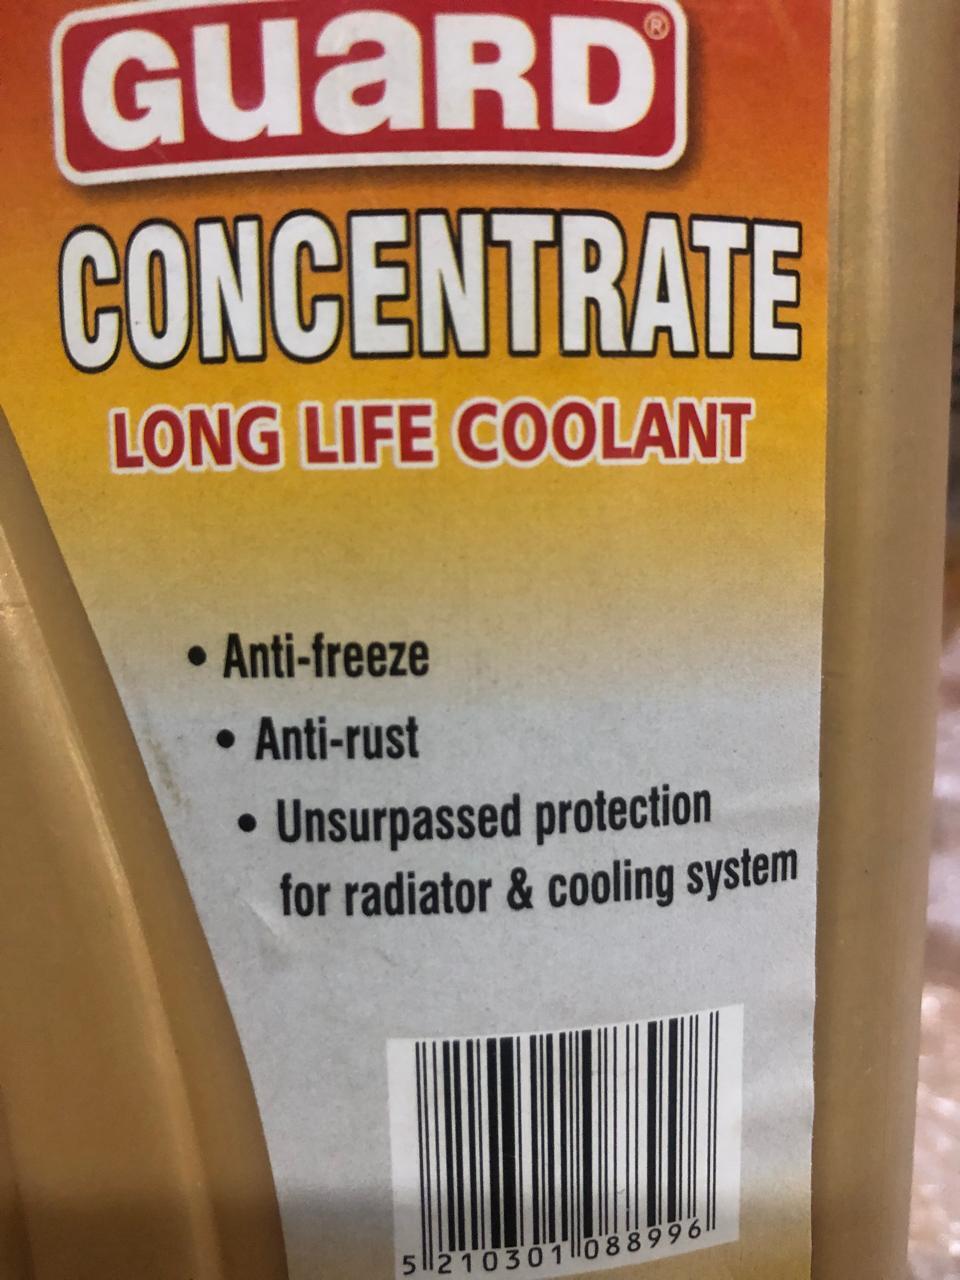 GUaRD®
CONCENTRATE
LONG LIFE COOLANT
• Anti-freeze
• Anti-rust
• Unsurpassed protection
for radiator & cooling system
5 210301 088996